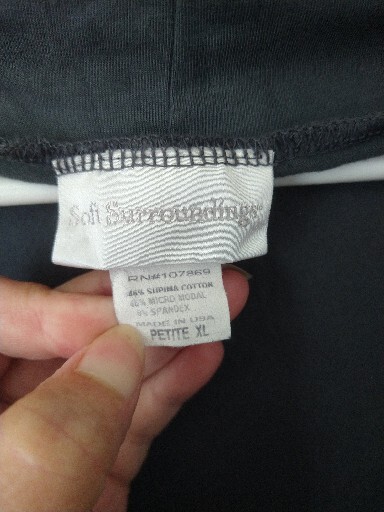 Soft Surroundings
RN#107869
46% SUPIMA COTTON
46% MICRO MODAL
8% SPANDEX
MADE IN USA
PETITE XL